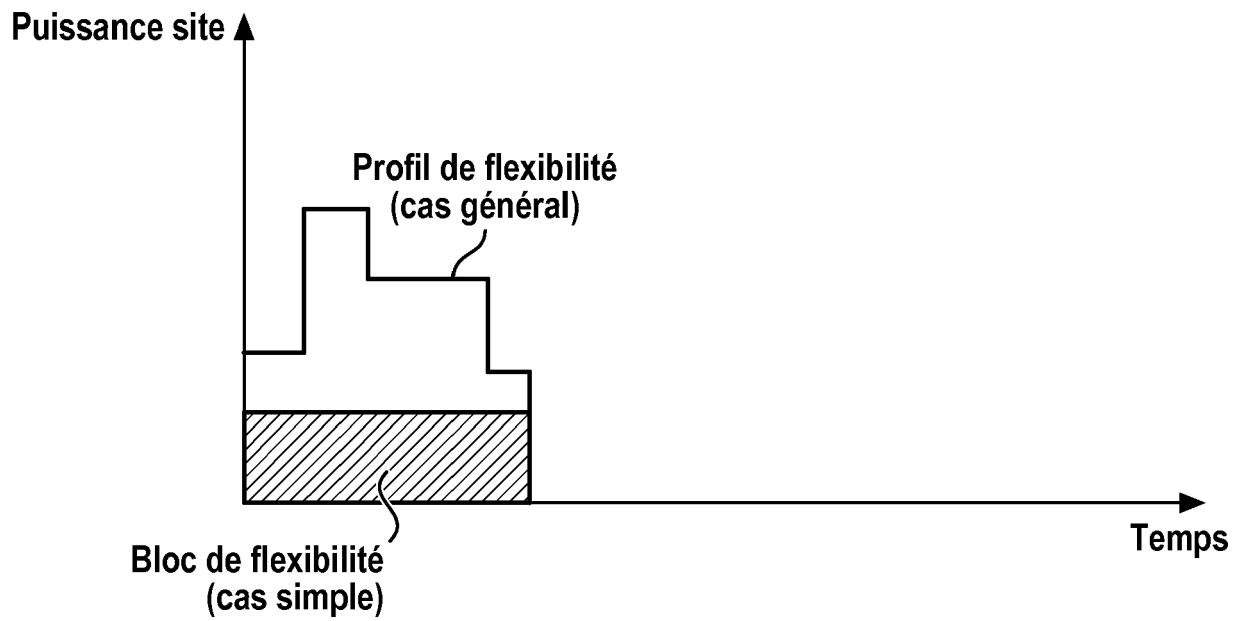 Puissance site
Profil de flexibilité
(cas général)
Temps
Bloc de flexibilité
(cas simple)